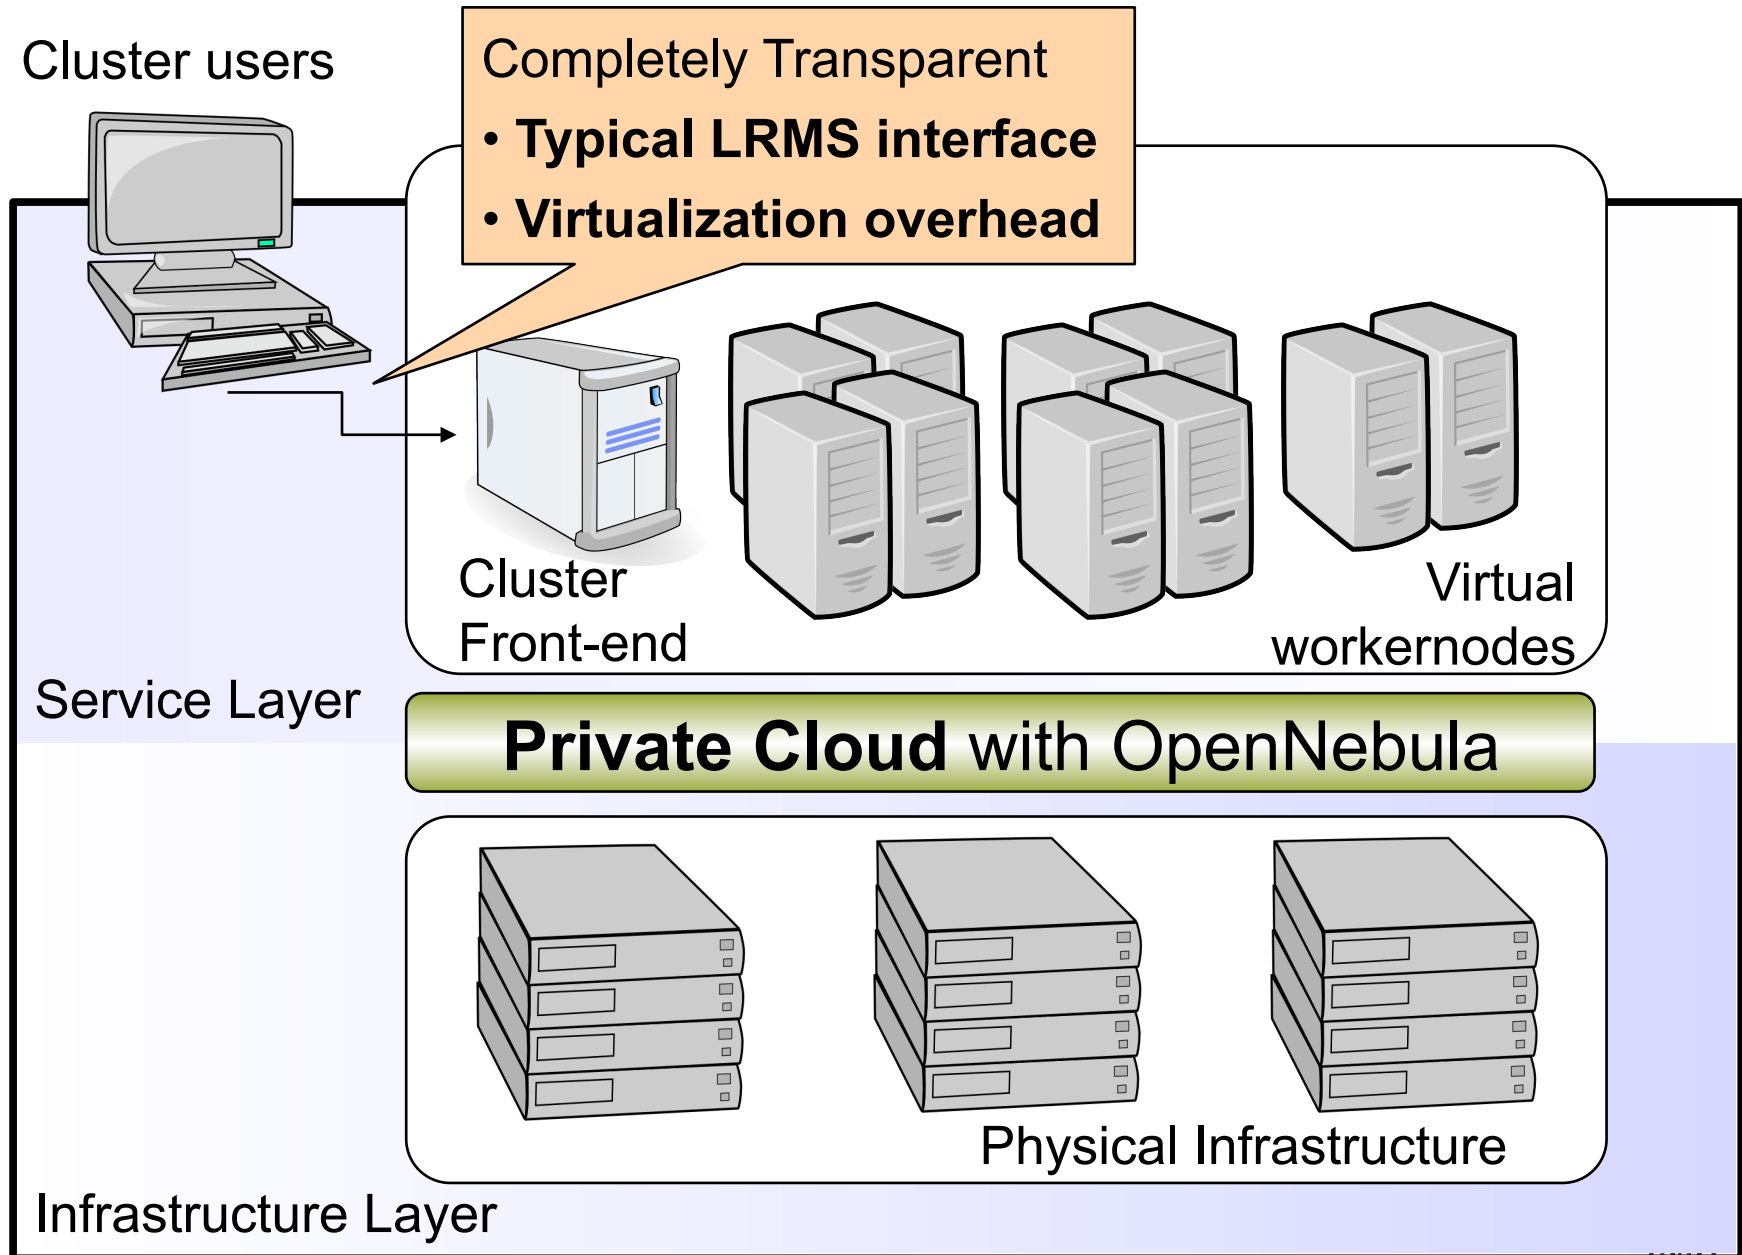 Cluster users
Completely Transparent
• Typical LRMS interface
• Virtualization overhead
Cluster
Front-end
Virtual
workernodes
Service Layer
Private Cloud with OpenNebula
Physical Infrastructure
Infrastructure Layer